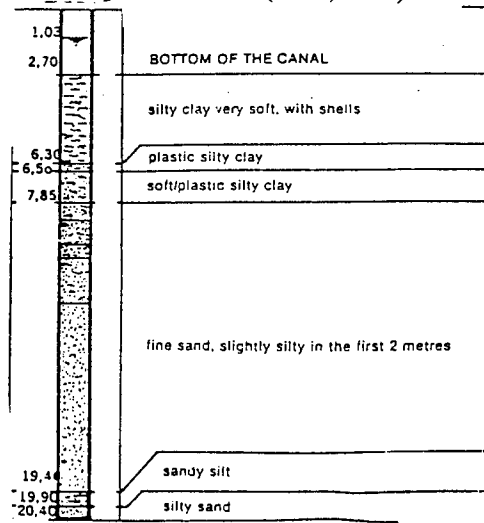 1,03
2,70
BOTTOM OF THE CANAL
silty clay very soft, with shells
6,30
plastic silty clay
6,50
soft/plastic silty clay
7,85
fine sand, slightly silty in the first 2 metres
19,4
sandy silt
19,90
silty sand
20,40